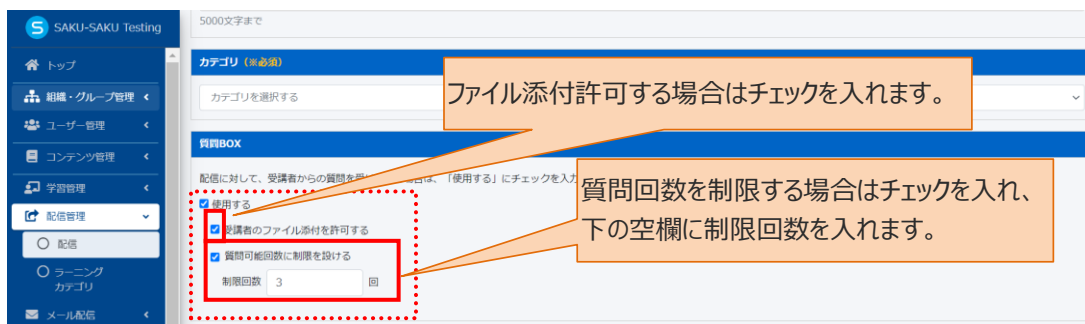 SAKU-SAKU Testing
トップ
組織・グループ管理
ユーザー管理
コンテンツ管理
学習管理
配信管理
配信
ラーニング
カテゴリ
メール配信
5000文字まで
カテゴリ（※必須）
カテゴリを選択する
ファイル添付許可する場合はチェックを入れます。
質問BOX
配信に対して、受講者からの質問を受 合は、「使用する」にチェックを入
使用する
受講者のファイル添付を許可する
質問可能回数に制限を設ける
制限回数 3 回
質問回数を制限する場合はチェックを入れ、
下の空欄に制限回数を入れます。